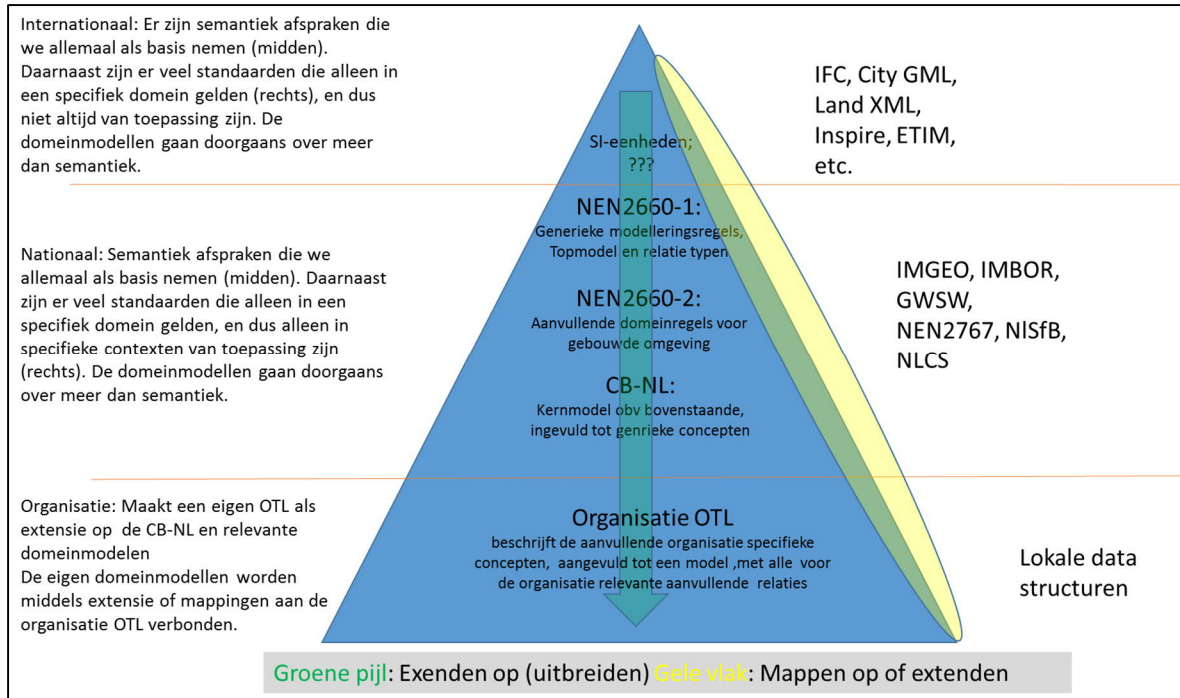 Internationaal: Er zijn semantiek afspraken die
we allemaal als basis nemen (midden).
Daarnaast zijn er veel standaarden die alleen in
een specifiek domein gelden (rechts), en dus
niet altijd van toepassing zijn. De
domeinmodellen gaan doorgaans over meer
dan semantiek.
SI-eenheden;
???
IFC, City GML,
Land XML,
Inspire, ETIM,
etc.
Nationaal: Semantiek afspraken die we
allemaal als basis nemen (midden). Daarnaast
zijn er veel standaarden die alleen in een
specifiek domein gelden, en dus alleen in
specifieke contexten van toepassing zijn
(rechts). De domeinmodellen gaan doorgaans
over meer dan semantiek.
NEN2660-1:
Generieke modelleringsregels,
Topmodel en relatie typen
NEN2660-2:
Aanvullende domeinregels voor
gebouwde omgeving
CB-NL:
Kernmodel obv bovenstaande,
ingevuld tot genrieke concepten
IMGEO, IMBOR,
GWSW,
NEN2767, NlSfB,
NLCS
Organisatie: Maakt een eigen OTL als
extensie op de CB-NL en relevante
domeinmodelen
De eigen domeinmodellen worden
middels extensie of mappingen aan de
organisatie OTL verbonden.
Organisatie OTL
beschrijft de aanvullende organisatie specifieke
concepten, aangevuld tot een model ,met alle voor
de organisatie relevante aanvullende relaties
Lokale data
structuren
Groene pijl: Exenden op (uitbreiden) Gele vlak: Mappen op of extenden